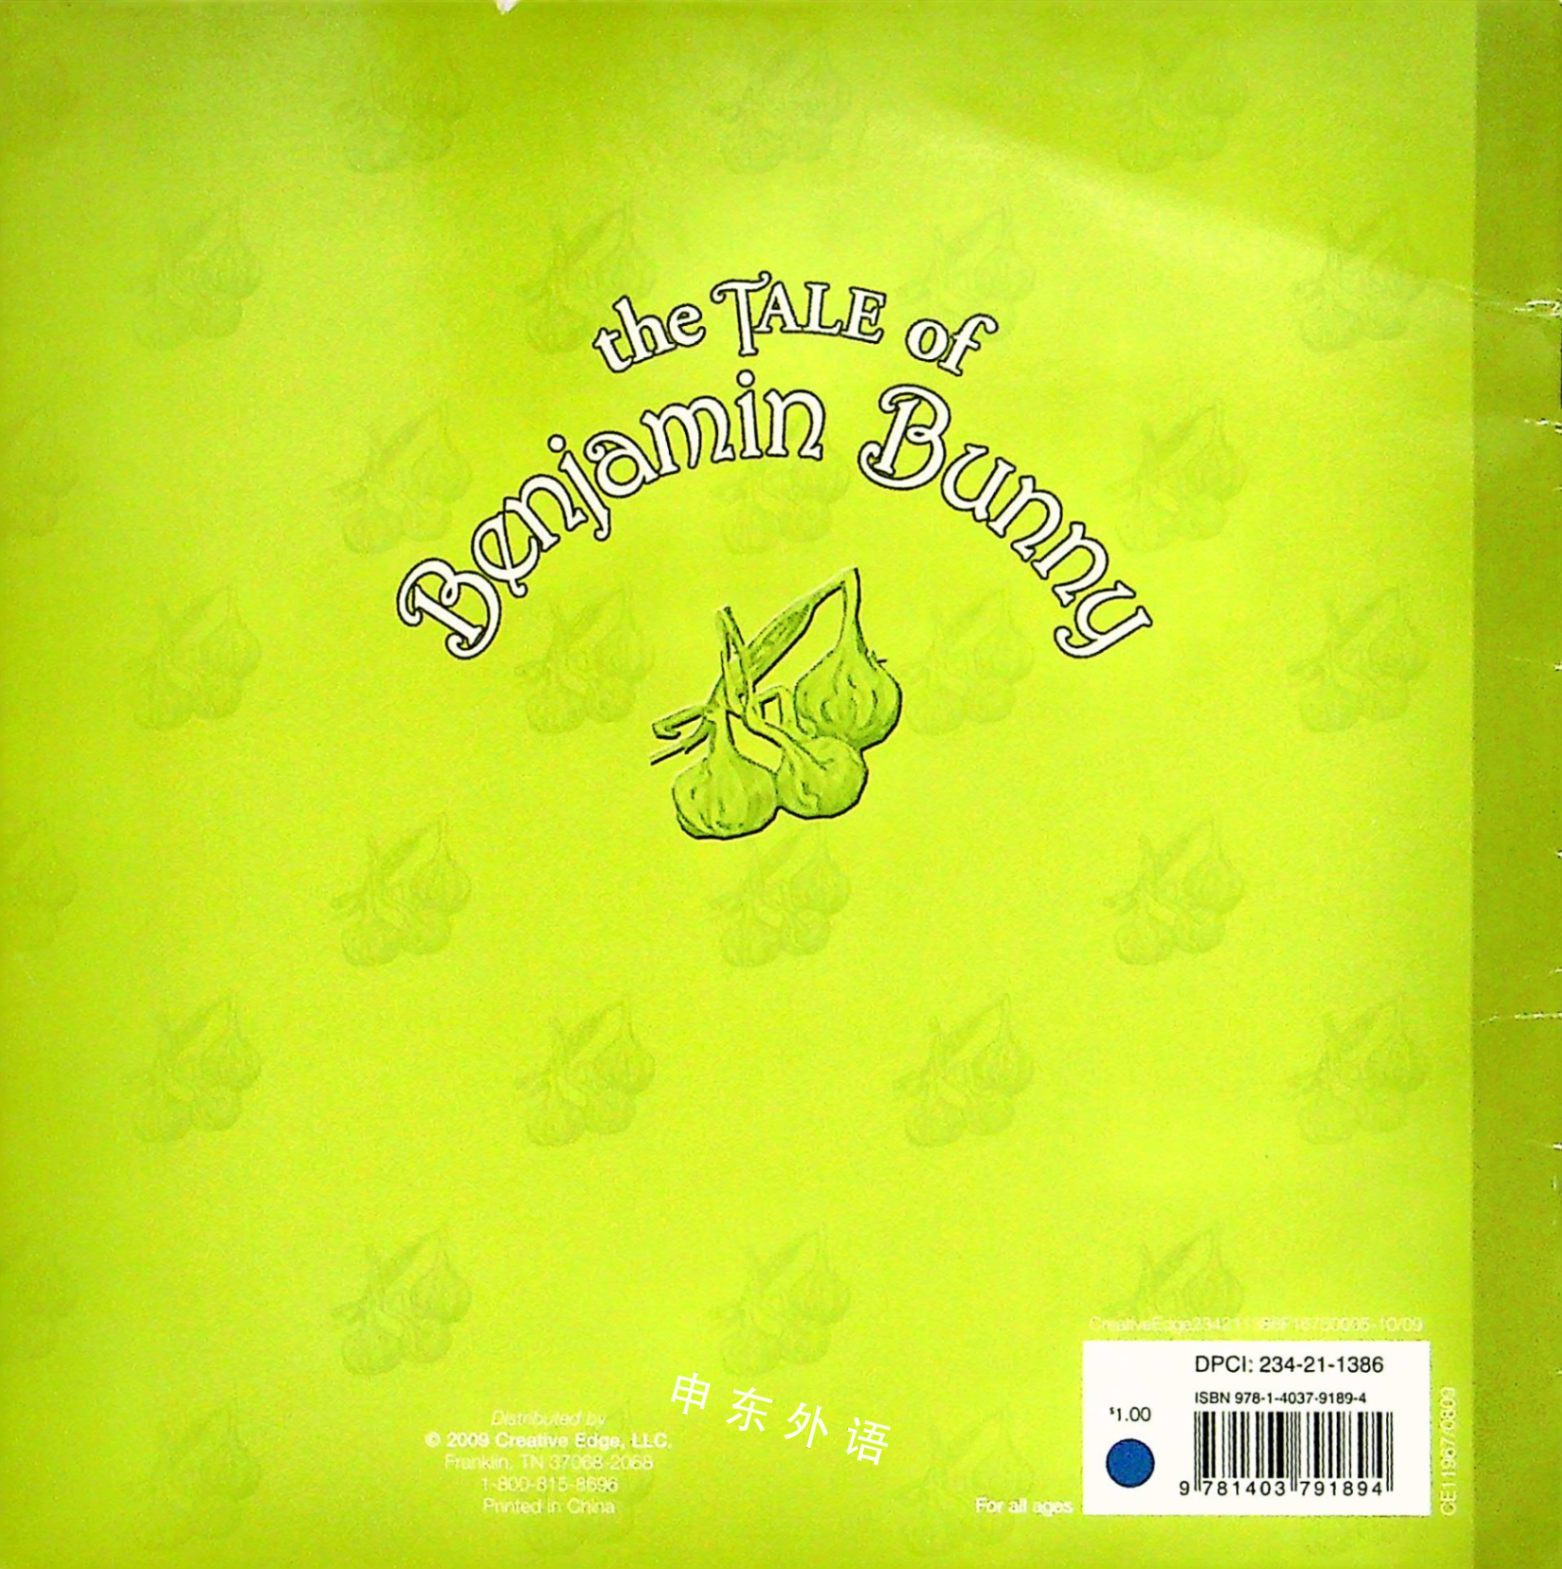 the TALE of
Benjamin Bunny
DPCI: 234-21-1386
ISBN 978-1-4037-9189-4
$1.00
9 781403 791894
CE11967/0809
For all ages
Distributed by
© 2009 Creative Edge, LLC.
Franklin, TN 37068-2068
1-800-815-8696
Printed in China
申东外语